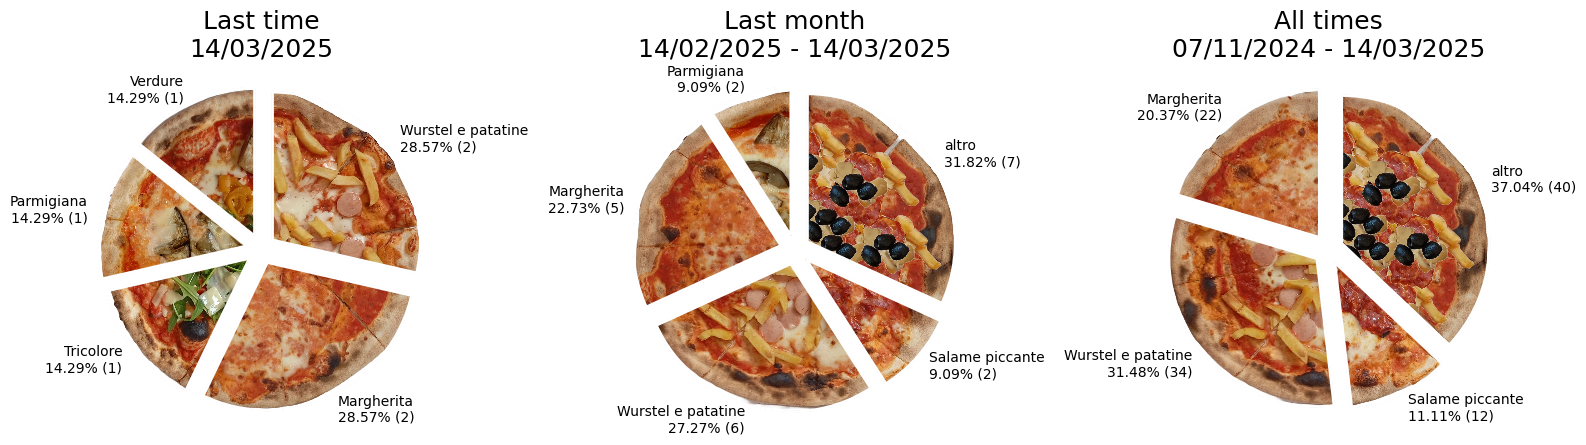 Last time
14/03/2025
Verdure
14.29% (1)
Wurstel e patatine
28.57% (2)
Parmigiana
14.29% (1)
Tricolore
14.29% (1)
Margherita
28.57% (2)
Last month
14/02/2025 - 14/03/2025
Parmigiana
9.09% (2)
altro
31.82% (7)
Margherita
22.73% (5)
Salame piccante
9.09% (2)
Wurstel e patatine
27.27% (6)
All times
07/11/2024 - 14/03/2025
Margherita
20.37% (22)
altro
37.04% (40)
Wurstel e patatine
31.48% (34)
Salame piccante
11.11% (12)